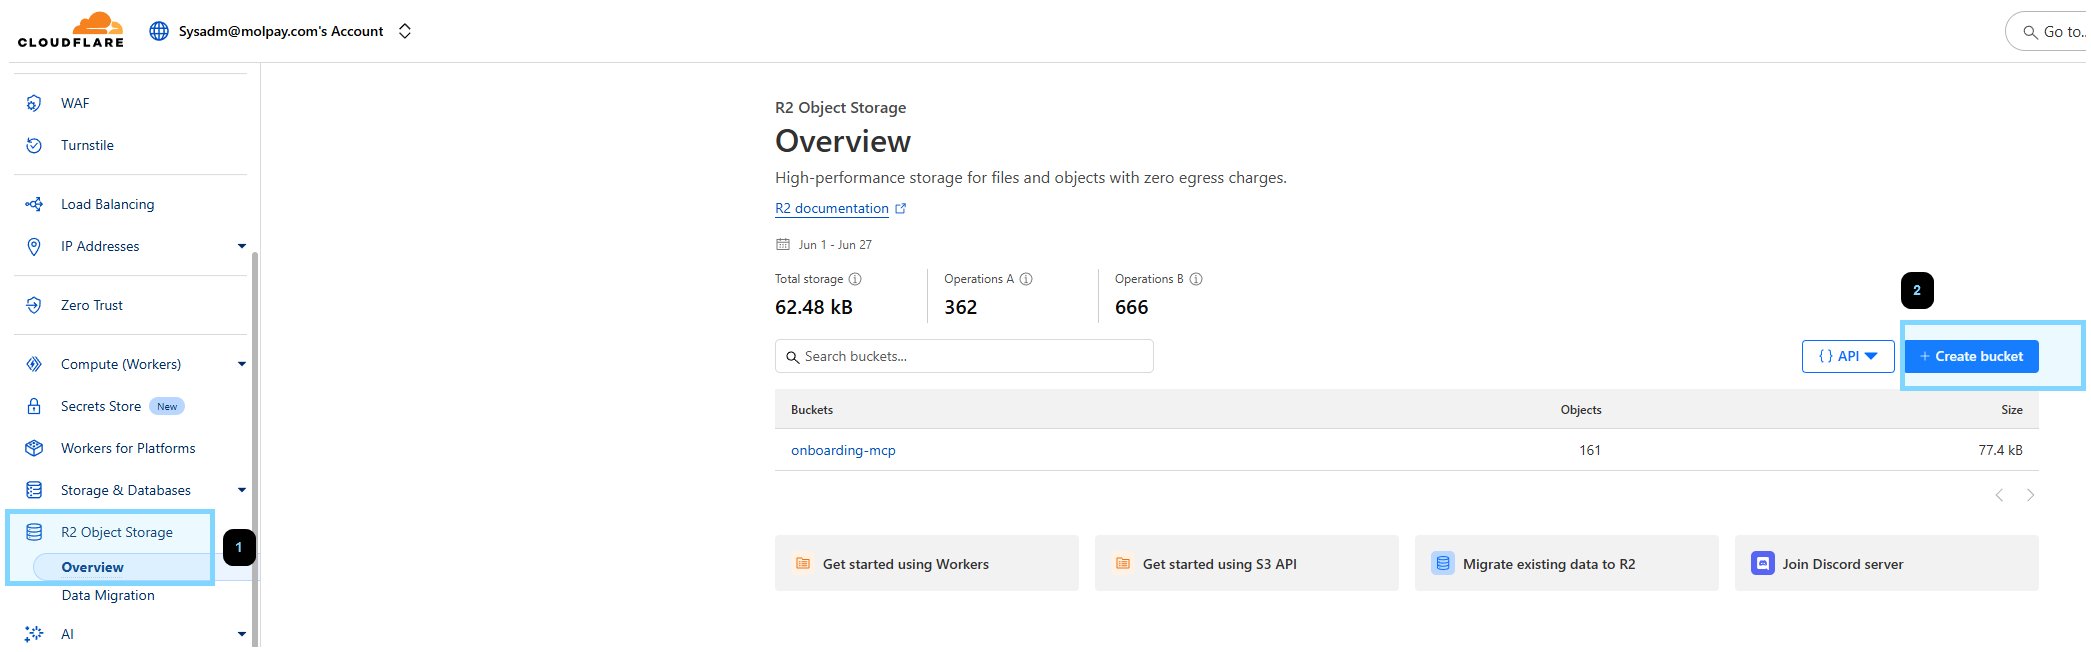 CLOUDFLARE
Sysadm@molpay.com's Account
Go to..
WAF
Turnstile
Load Balancing
IP Addresses
Zero Trust
Compute (Workers)
Secrets Store New
Workers for Platforms
Storage & Databases
R2 Object Storage
1
Overview
Data Migration
AI
R2 Object Storage
Overview
High-performance storage for files and objects with zero egress charges.
R2 documentation
Jun 1 - Jun 27
Total storage Operations A Operations B
62.48 kB 362 666
2
Search buckets...
{ } API
+ Create bucket
Buckets Objects Size
onboarding-mcp 161 77.4 kB
Get started using Workers
Get started using S3 API
Migrate existing data to R2
Join Discord server